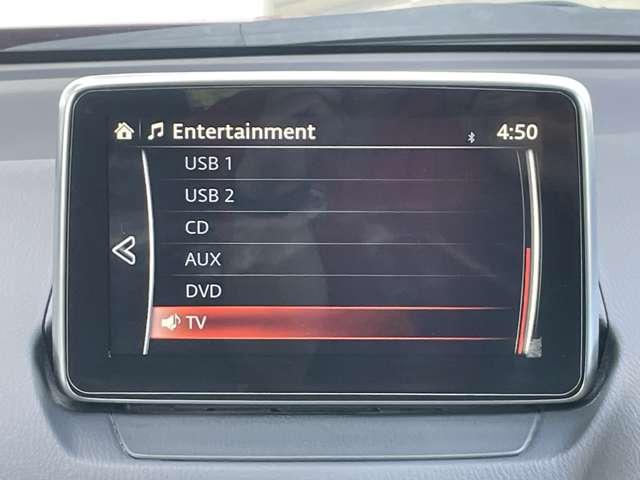 Entertainment 4:50
USB 1
USB 2
CD
AUX
DVD
TV